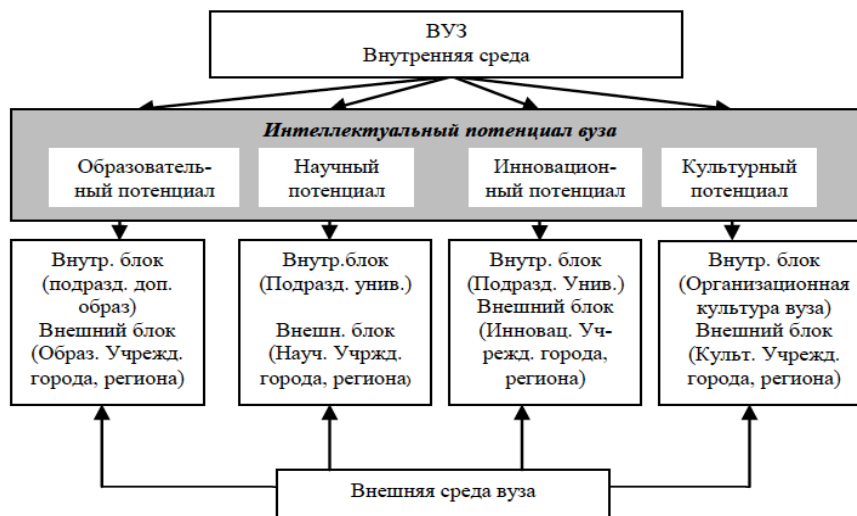 ВУЗ
Внутренняя среда
Интеллектуальный потенциал вуза
Образователь-
ный потенциал
Научный
потенциал
Инновацион-
ный потенциал
Культурный
потенциал
Внутр. блок
(подразд. доп.
образ)
Внешний блок
(Образ. Учрежд.
города, региона)
Внутр.блок
(Подразд. унив.)
Внешн. блок
(Науч. Учржд.
города, региона)
Внутр. блок
(Подразд. Унив.)
Внешний блок
(Инновац. Уч-
режд. города,
региона)
Внутр. блок
(Организационная
культура вуза)
Внешний блок
(Культ. Учрежд.
города, региона)
Внешняя среда вуза